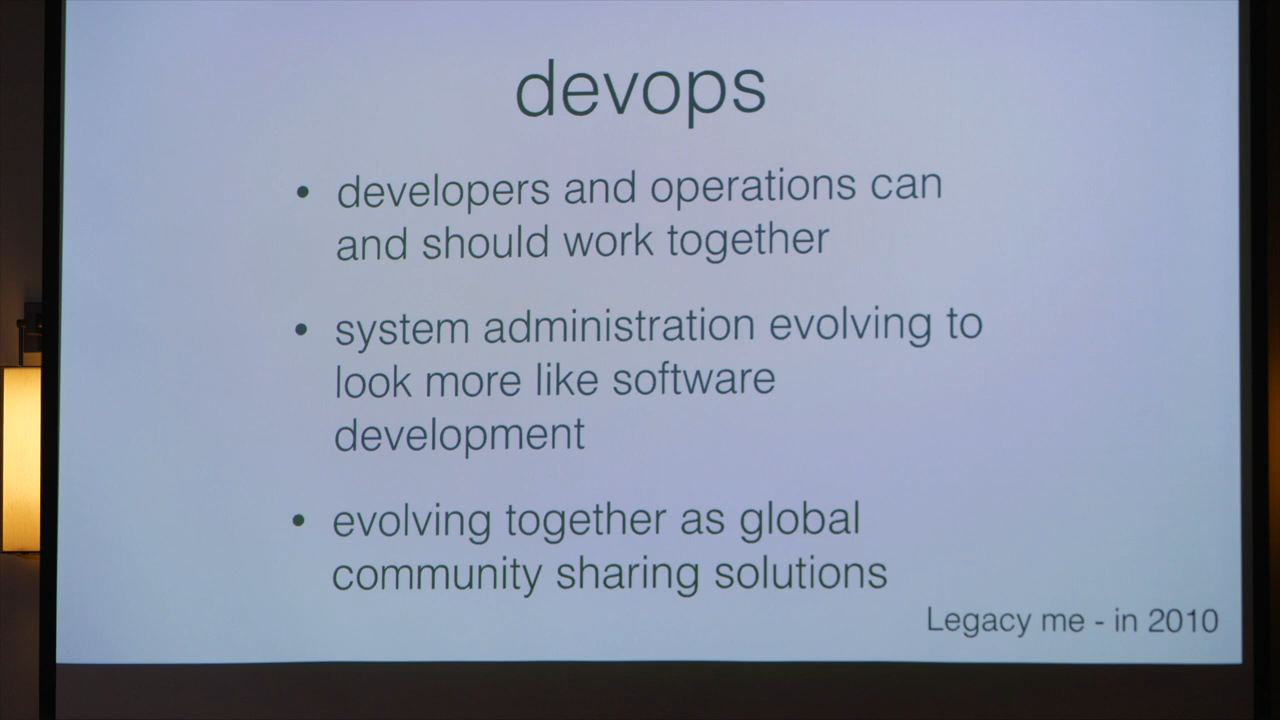 devops
• developers and operations can
and should work together
• system administration evolving to
look more like software
development
• evolving together as global
community sharing solutions
Legacy me - in 2010